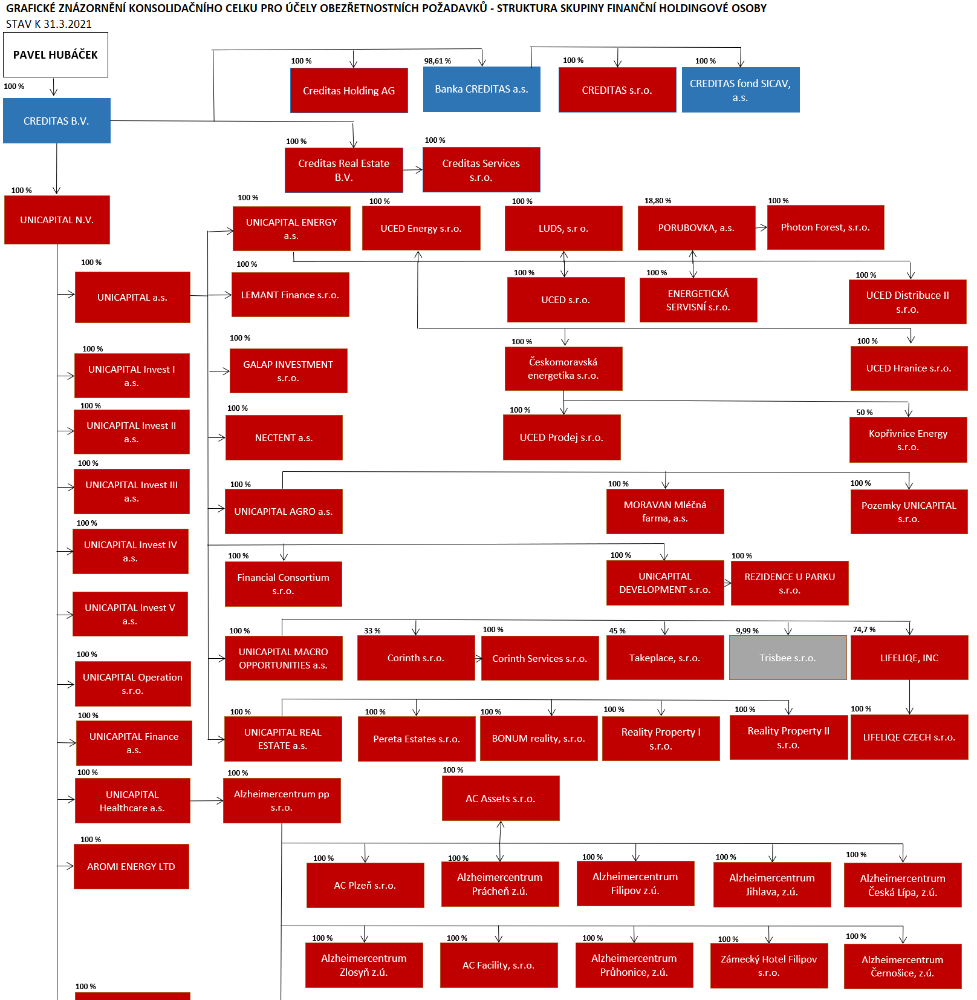 GRAFICKÉ ZNÁZORNĚNÍ KONSOLIDAČNÍHO CELKU PRO ÚČELY OBEZŘETNOSTNÍCH POŽADAVKŮ - STRUKTURA SKUPINY FINANČNÍ HOLDINGOVÉ OSOBY
STAV K 31.3.2021
PAVEL HUBÁČEK
100 %
CREDITAS B.V.
100 %
Creditas Holding AG
98,61 %
Banka CREDITAS a.s.
100 %
CREDITAS s.r.o.
100 %
CREDITAS fond SICAV,
a.s.
100 %
Creditas Real Estate
B.V.
100 %
Creditas Services
s.r.o.
100 %
UNICAPITAL N.V.
100 %
UNICAPITAL ENERGY
a.s.
100 %
UCED Energy s.r.o.
100 %
LUDS, s.r o.
18,80 %
PORUBOVKA, a.s.
100 %
Photon Forest, s.r.o.
100 %
UNICAPITAL a.s.
100 %
LEMANT Finance s.r.o.
100 %
UCED s.r.o.
100 %
ENERGETICKÁ
SERVISNÍ s.r.o.
100 %
UCED Distribuce II
s.r.o.
100 %
UNICAPITAL Invest I
a.s.
100 %
GALAP INVESTMENT
s.r.o.
100 %
Českomoravská
energetika s.r.o.
100 %
UCED Hranice s.r.o.
100 %
UNICAPITAL Invest II
a.s.
100 %
NECTENT a.s.
100 %
UCED Prodej s.r.o.
50 %
Kopřivnice Energy
s.r.o.
100 %
UNICAPITAL Invest III
a.s.
100 %
UNICAPITAL AGRO a.s.
100 %
MORAVAN Mléčná
farma, a.s.
100 %
Pozemky UNICAPITAL
s.r.o.
100 %
UNICAPITAL Invest IV
a.s.
100 %
Financial Consortium
s.r.o.
100 %
UNICAPITAL
DEVELOPMENT s.r.o.
100 %
REZIDENCE U PARKU
s.r.o.
UNICAPITAL Invest V
a.s.
100 %
UNICAPITAL MACRO
OPPORTUNITIES a.s.
33 %
Corinth s.r.o.
100 %
Corinth Services s.r.o.
45 %
Takeplace, s.r.o.
9,99 %
Trisbee s.r.o.
74,7 %
LIFELIQE, INC
100 %
UNICAPITAL Operation
s.r.o.
100 %
UNICAPITAL Finance
a.s.
100 %
UNICAPITAL REAL
ESTATE a.s.
100 %
Pereta Estates s.r.o.
100 %
BONUM reality, s.r.o.
100 %
Reality Property I
s.r.o.
100 %
Reality Property II
s.r.o.
100 %
LIFELIQE CZECH s.r.o.
100 %
UNICAPITAL
Healthcare a.s.
100 %
Alzheimercentrum pp
s.r.o.
100 %
AC Assets s.r.o.
100 %
AROMI ENERGY LTD
100 %
AC Plzeň s.r.o.
100 %
Alzheimercentrum
Prácheň z.ú.
100 %
Alzheimercentrum
Filipov z.ú.
100 %
Alzheimercentrum
Jihlava, z.ú.
100 %
Alzheimercentrum
Česká Lípa, z.ú.
100 %
Alzheimercentrum
Zlosyň z.ú.
100 %
AC Facility, s.r.o.
100 %
Alzheimercentrum
Průhonice, z.ú.
100 %
Zámecký Hotel Filipov
s.r.o.
100 %
Alzheimercentrum
Černošice, z.ú.
100 %